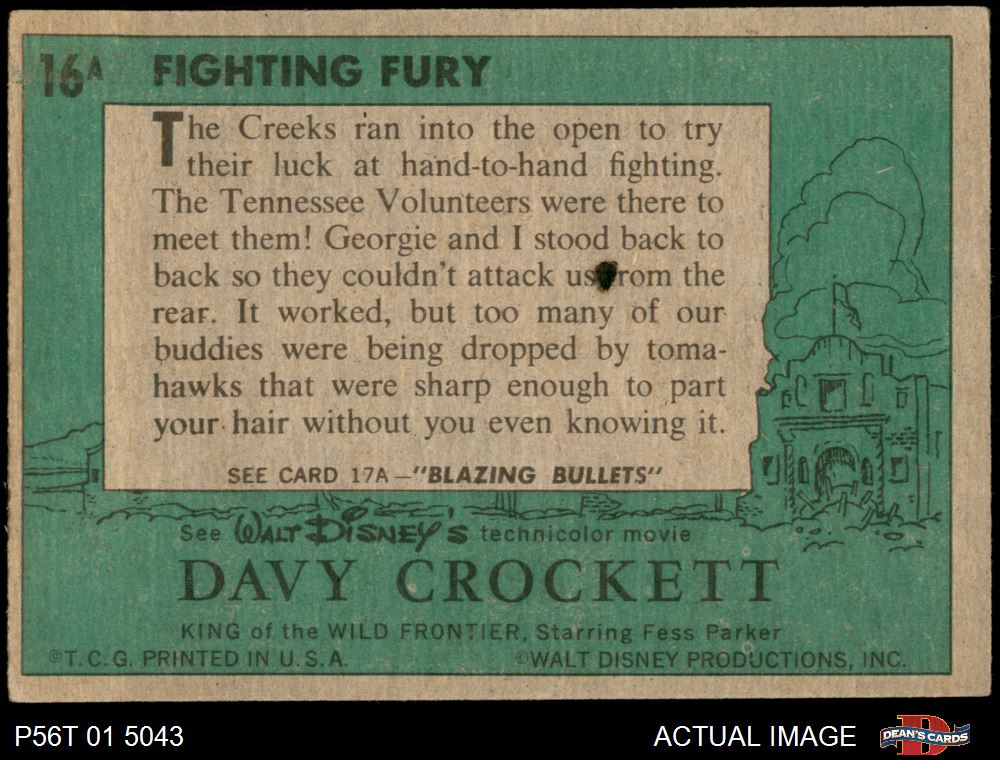 16A FIGHTING FURY
The Creeks ran into the open to try
their luck at hand-to-hand fighting.
The Tennessee Volunteers were there to
meet them! Georgie and I stood back to
back so they couldn't attack us from the
rear. It worked, but too many of our
buddies were being dropped by toma-
hawks that were sharp enough to part
your hair without you even knowing it.
SEE CARD 17A—"BLAZING BULLETS"
See WALT DISNEY'S technicolor movie
DAVY CROCKETT
KING of the WILD FRONTIER, Starring Fess Parker
©T.C.G. PRINTED IN U.S.A. ©WALT DISNEY PRODUCTIONS, INC.
P56T 01 5043 ACTUAL IMAGE DEAN'S CARDS